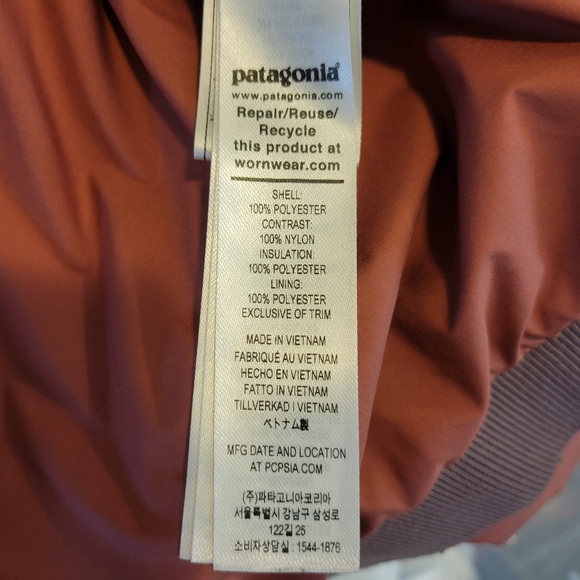 patagonia®
www.patagonia.com
Repair/Reuse/
Recycle
this product at
wornwear.com
SHELL:
100% POLYESTER
CONTRAST:
100% NYLON
INSULATION:
100% POLYESTER
LINING:
100% POLYESTER
EXCLUSIVE OF TRIM
MADE IN VIETNAM
FABRIQUÉ AU VIETNAM
HECHO EN VIETNAM
FATTO IN VIETNAM
TILLVERKAD I VIETNAM
ベトナム製
MFG DATE AND LOCATION
AT PCPSIA.COM
(주)파타고니아코리아
서울특별시 강남구 삼성로
122길 25
소비자상담실 : 1544-1876